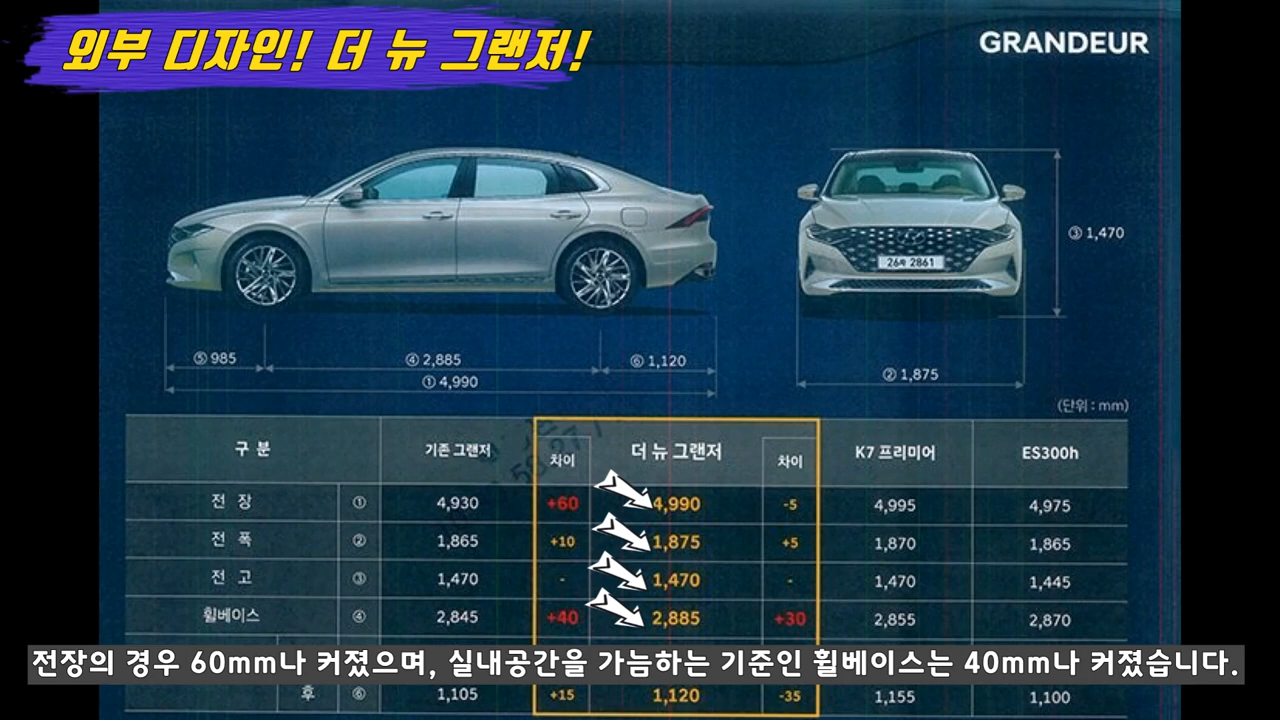 외부 디자인! 더 뉴 그랜저!
GRANDEUR
26 2861
③ 1,470
⑤ 985 ④ 2,885 ⑥ 1,120
① 4,990
② 1,875
(단위 : mm)
구 분 기존 그랜저 차이 더 뉴 그랜저 차이 K7 프리미어 ES300h
전 장 ① 4,930 +60 4,990 -5 4,995 4,975
전 폭 ② 1,865 +10 1,875 +5 1,870 1,865
전 고 ③ 1,470 - 1,470 - 1,470 1,445
휠베이스 ④ 2,845 +40 2,885 +30 2,855 2,870
전장의 경우 60mm나 커졌으며, 실내공간을 가늠하는 기준인 휠베이스는 40mm나 커졌습니다.
후 ⑥ 1,105 +15 1,120 -35 1,155 1,100